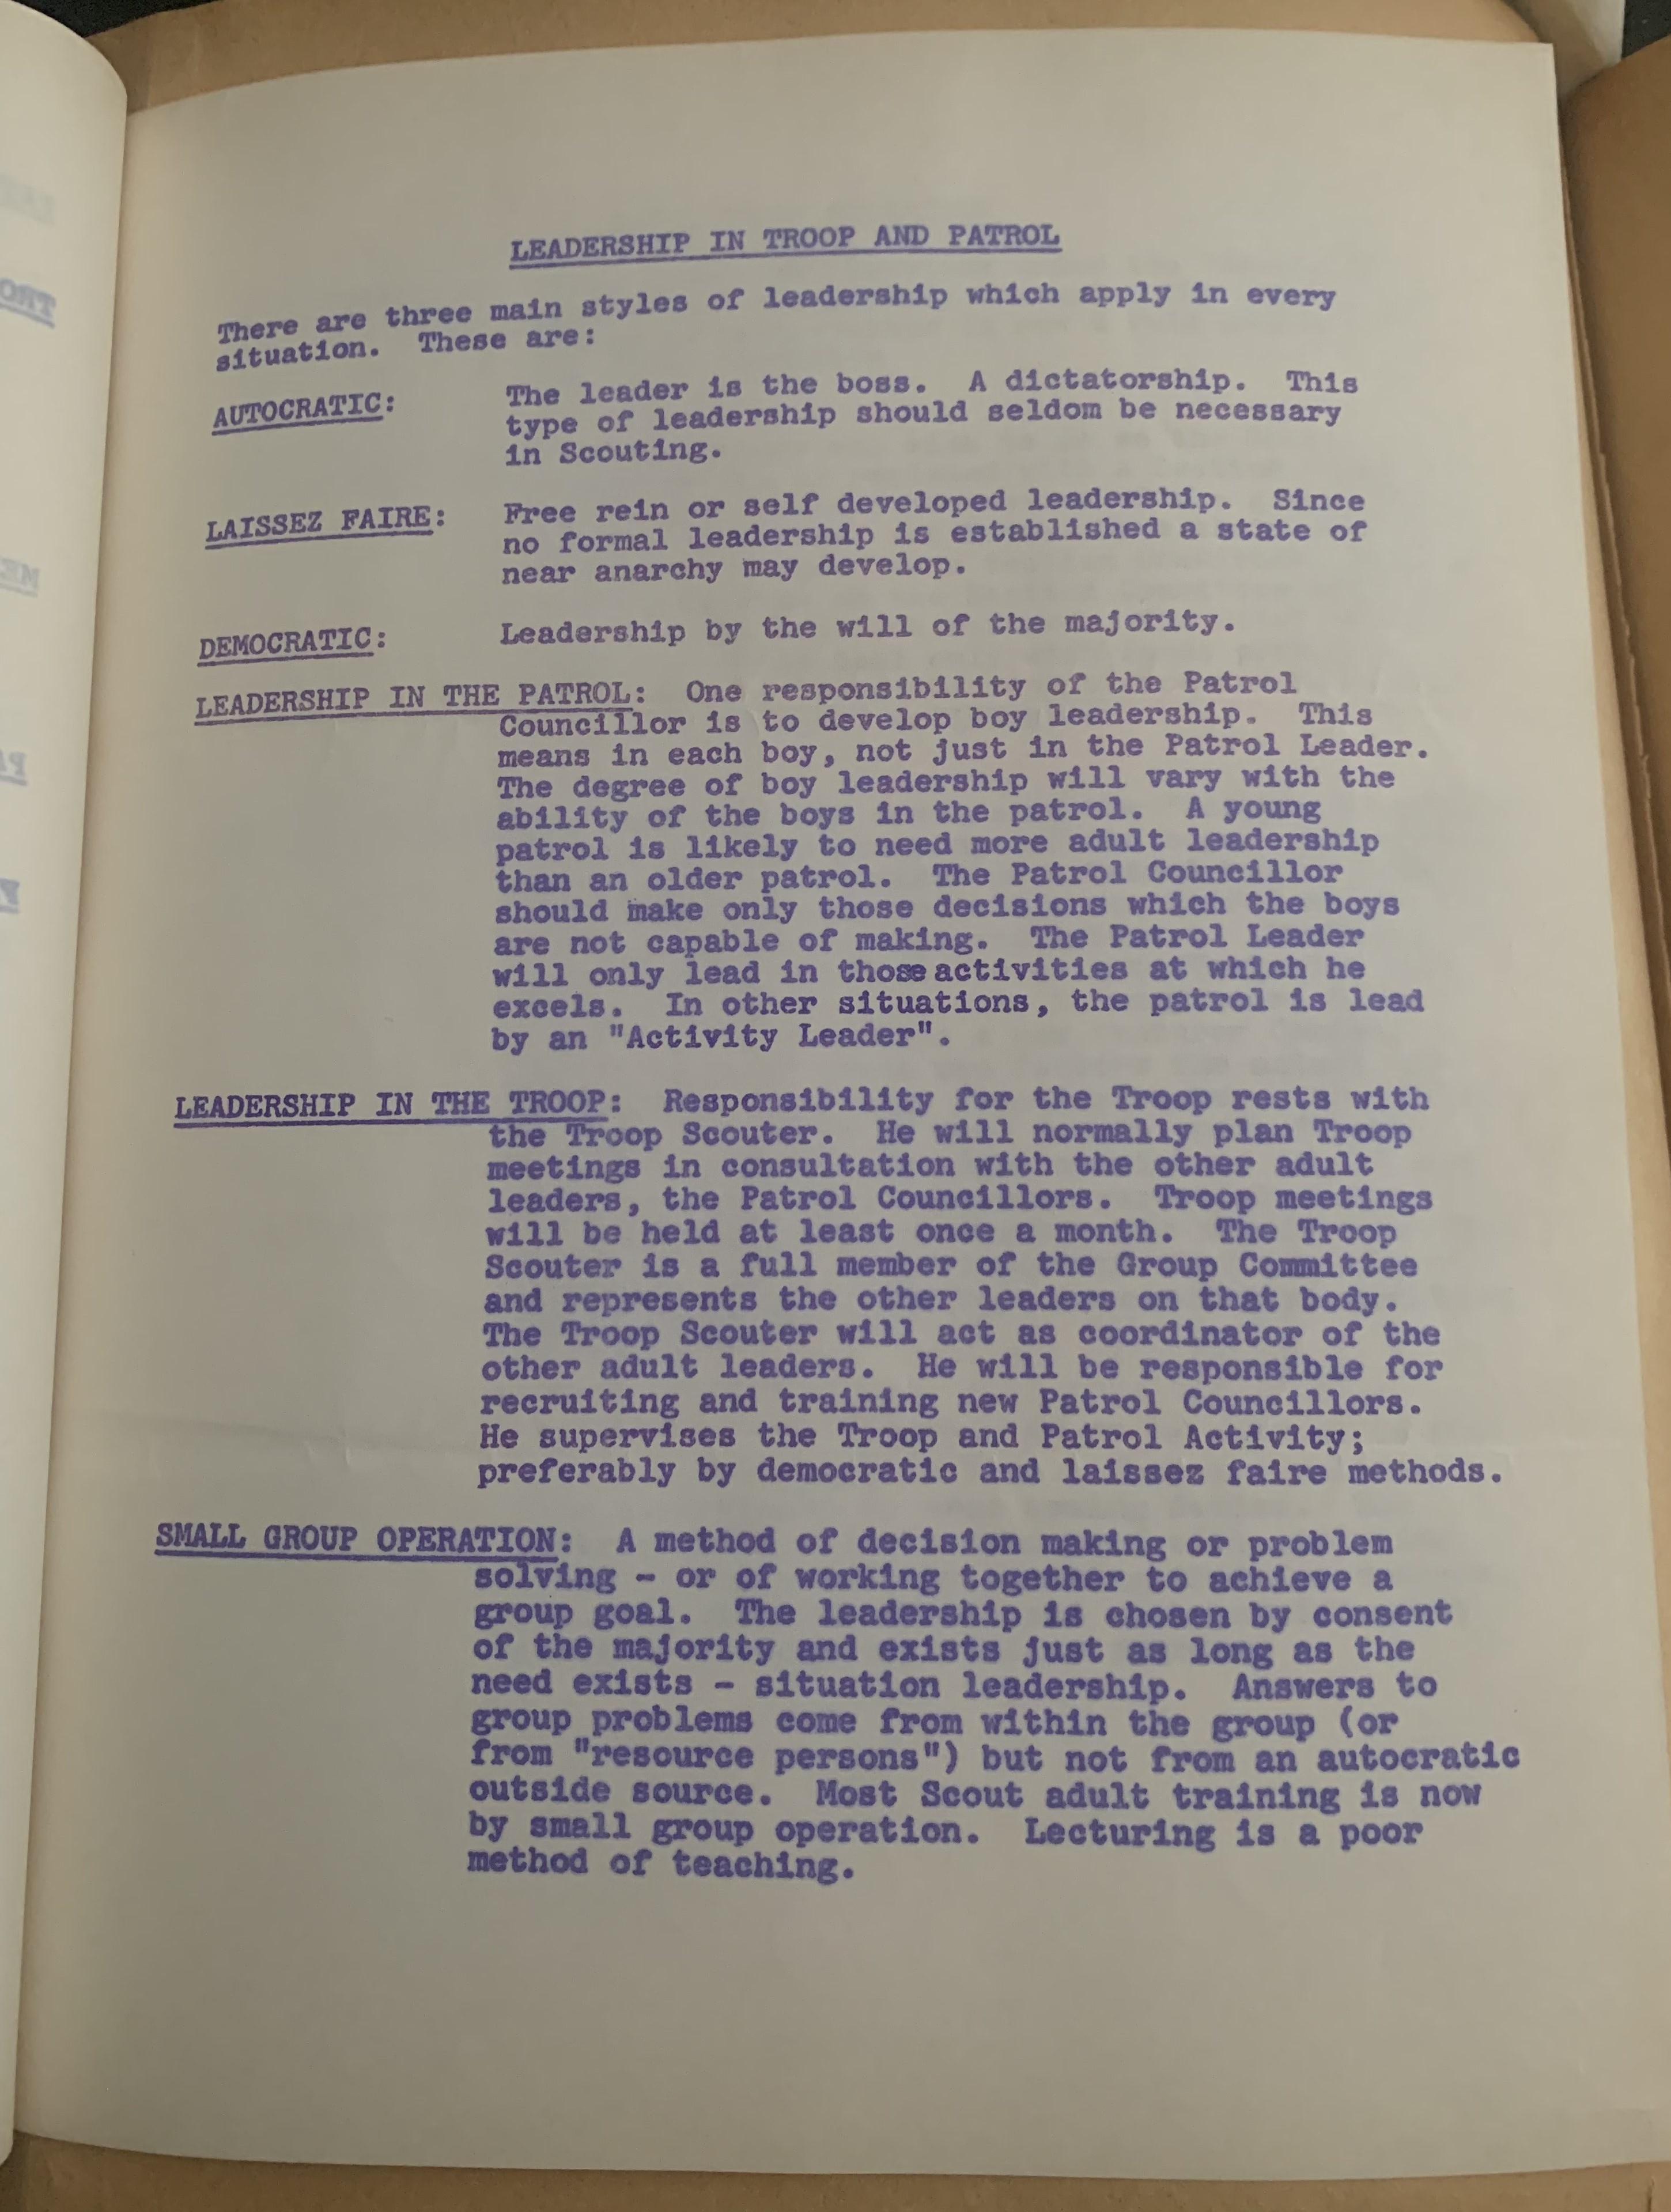 LEADERSHIP IN TROOP AND PATROL
There are three main styles of leadership which apply in every
situation. These are:
AUTOCRATIC: The leader is the boss. A dictatorship. This
type of leadership should seldom be necessary
in Scouting.
LAISSEZ FAIRE: Free rein or self developed leadership. Since
no formal leadership is established a state of
near anarchy may develop.
DEMOCRATIC: Leadership by the will of the majority.
LEADERSHIP IN THE PATROL: One responsibility of the Patrol
Councillor is to develop boy leadership. This
means in each boy, not just in the Patrol Leader.
The degree of boy leadership will vary with the
ability of the boys in the patrol. A young
patrol is likely to need more adult leadership
than an older patrol. The Patrol Councillor
should make only those decisions which the boys
are not capable of making. The Patrol Leader
will only lead in those activities at which he
excels. In other situations, the patrol is lead
by an "Activity Leader".
LEADERSHIP IN THE TROOP: Responsibility for the Troop rests with
the Troop Scouter. He will normally plan Troop
meetings in consultation with the other adult
leaders, the Patrol Councillors. Troop meetings
will be held at least once a month. The Troop
Scouter is a full member of the Group Committee
and represents the other leaders on that body.
The Troop Scouter will act as coordinator of the
other adult leaders. He will be responsible for
recruiting and training new Patrol Councillors.
He supervises the Troop and Patrol Activity;
preferably by democratic and laissez faire methods.
SMALL GROUP OPERATION: A method of decision making or problem
solving - or of working together to achieve a
group goal. The leadership is chosen by consent
of the majority and exists just as long as the
need exists - situation leadership. Answers to
group problems come from within the group (or
from "resource persons") but not from an autocratic
outside source. Most Scout adult training is now
by small group operation. Lecturing is a poor
method of teaching.